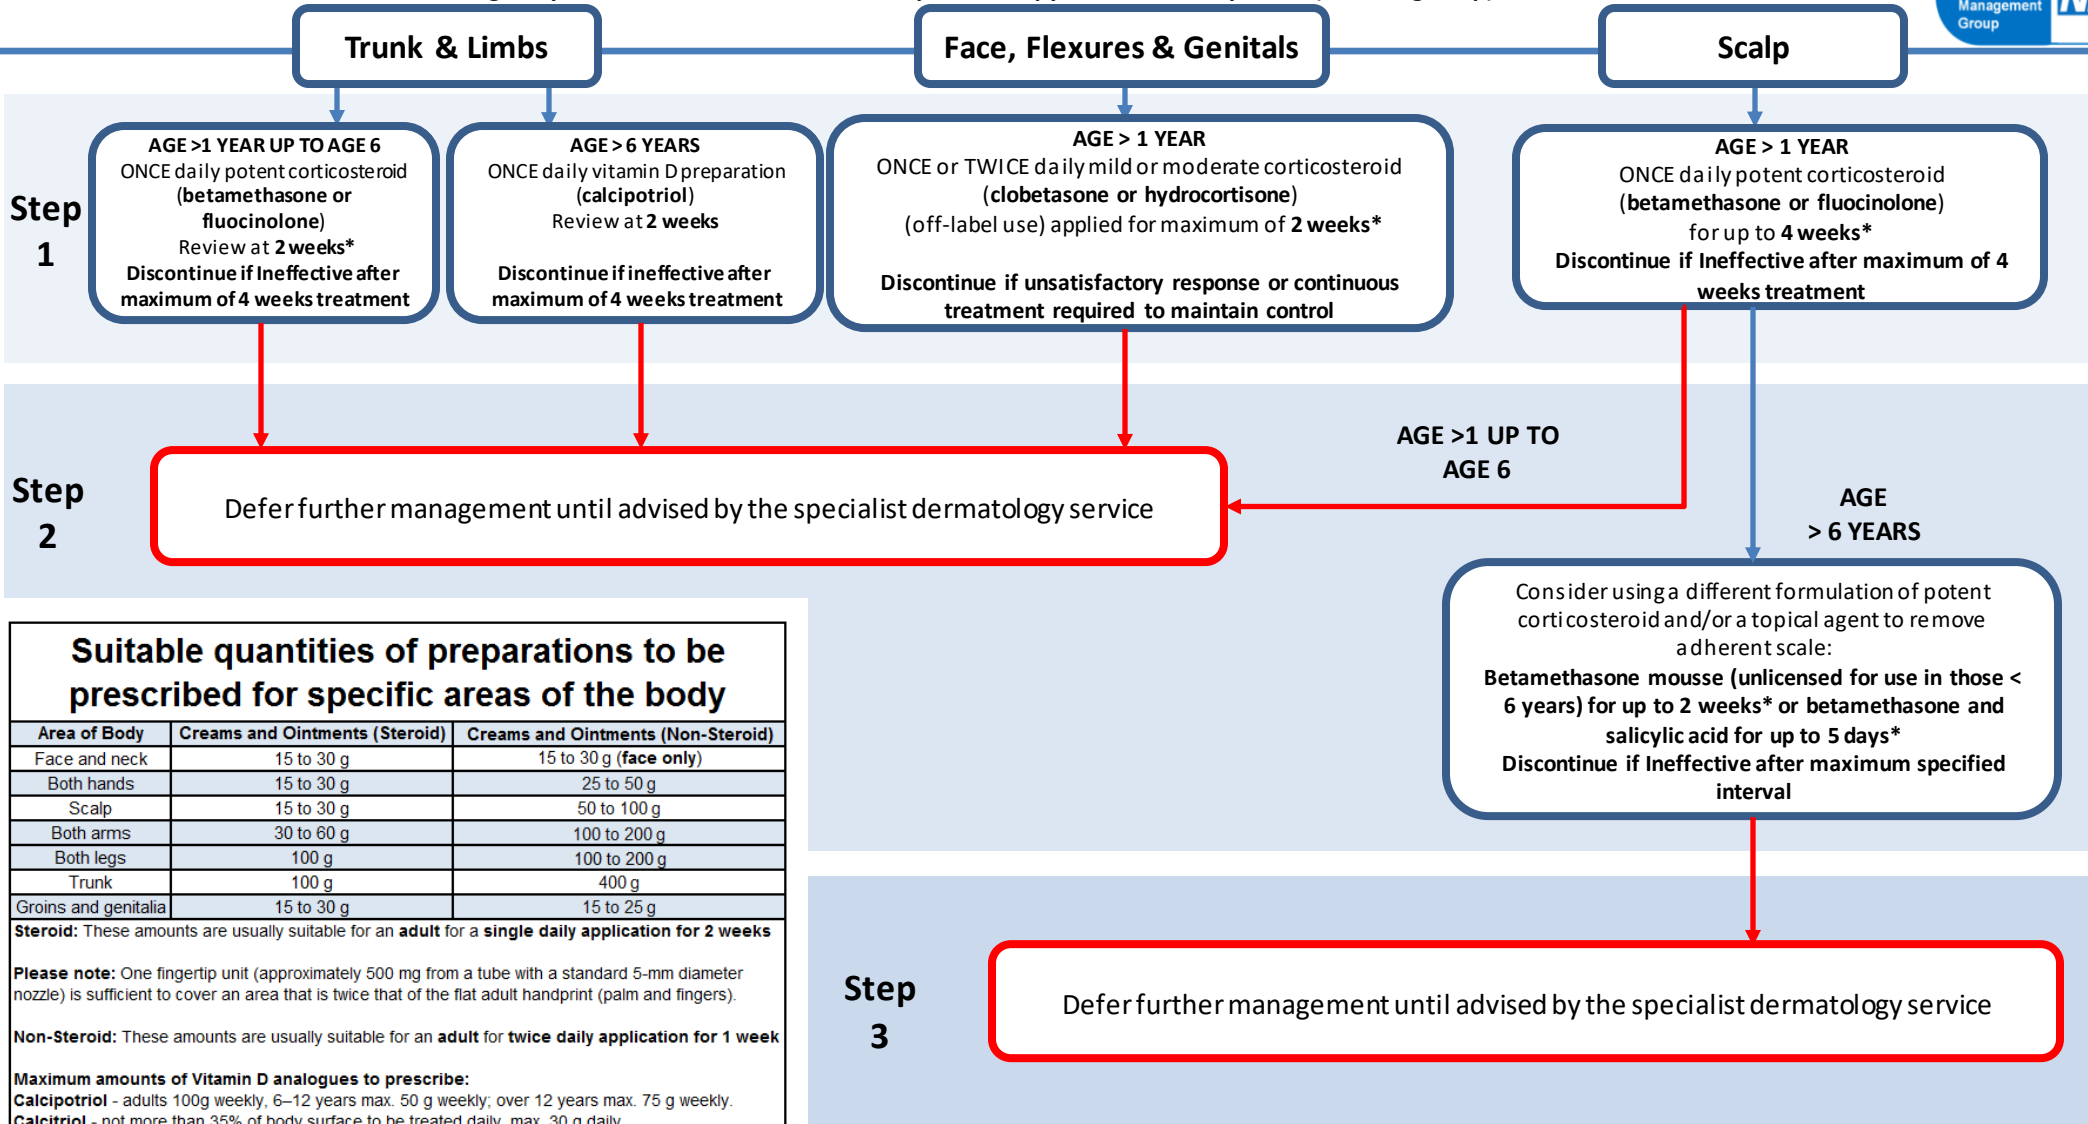 Management
Group
Trunk & Limbs
Face, Flexures & Genitals
Scalp
Step
1
AGE >1 YEAR UP TO AGE 6
ONCE daily potent corticosteroid
(betamethasone or
fluocinolone)
Review at 2 weeks*
Discontinue if Ineffective after
maximum of 4 weeks treatment
AGE > 6 YEARS
ONCE daily vitamin D preparation
(calcipotriol)
Review at 2 weeks
Discontinue if ineffective after
maximum of 4 weeks treatment
AGE > 1 YEAR
ONCE or TWICE daily mild or moderate corticosteroid
(clobetasone or hydrocortisone)
(off-label use) applied for maximum of 2 weeks*
Discontinue if unsatisfactory response or continuous
treatment required to maintain control
AGE > 1 YEAR
ONCE daily potent corticosteroid
(betamethasone or fluocinolone)
for up to 4 weeks*
Discontinue if Ineffective after maximum of 4
weeks treatment
Step
2
Defer further management until advised by the specialist dermatology service
AGE >1 UP TO
AGE 6
AGE
> 6 YEARS
Consider using a different formulation of potent
corticosteroid and/or a topical agent to remove
adherent scale:
Betamethasone mousse (unlicensed for use in those <
6 years) for up to 2 weeks* or betamethasone and
salicylic acid for up to 5 days*
Discontinue if Ineffective after maximum specified
interval
Suitable quantities of preparations to be
prescribed for specific areas of the body
Area of Body Creams and Ointments (Steroid) Creams and Ointments (Non-Steroid)
Face and neck 15 to 30 g 15 to 30 g (face only)
Both hands 15 to 30 g 25 to 50 g
Scalp 15 to 30 g 50 to 100 g
Both arms 30 to 60 g 100 to 200 g
Both legs 100 g 100 to 200 g
Trunk 100 g 400 g
Groins and genitalia 15 to 30 g 15 to 25 g
Steroid: These amounts are usually suitable for an adult for a single daily application for 2 weeks
Please note: One fingertip unit (approximately 500 mg from a tube with a standard 5-mm diameter
nozzle) is sufficient to cover an area that is twice that of the flat adult handprint (palm and fingers).
Non-Steroid: These amounts are usually suitable for an adult for twice daily application for 1 week
Maximum amounts of Vitamin D analogues to prescribe:
Calcipotriol - adults 100g weekly, 6–12 years max. 50 g weekly; over 12 years max. 75 g weekly.
Calcitriol - not more than 35% of body surface to be treated daily, max. 30 g daily
Step
3
Defer further management until advised by the specialist dermatology service